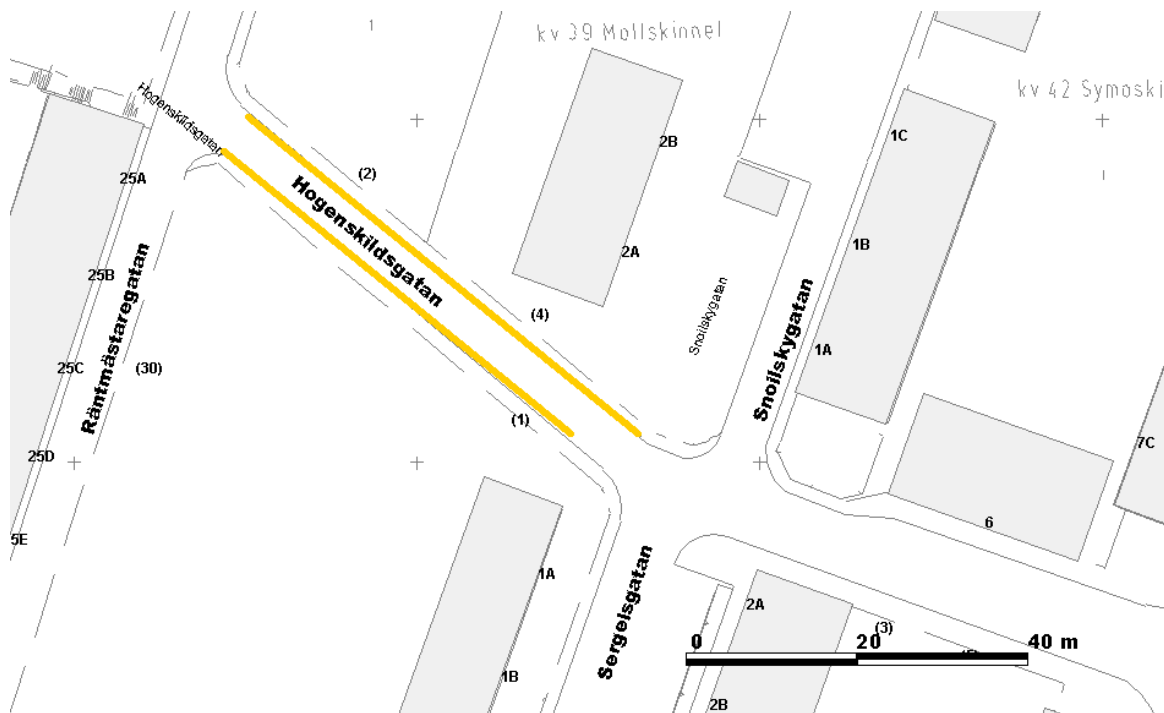 1
kv 39 Mollskinnel
kv 42 Symoski
Hogenskildsgatan
1C
2B
(2)
25A
Hogenskildsgatan
1B
2A
25B
Snoilskygatan
Snoilskygatan
Räntmästaregatan
(4)
1A
25C
(30)
(1)
7C
25D
6
5E
1A
2A
Sergelsgatan
(3)
0
20
40 m
1B
2B